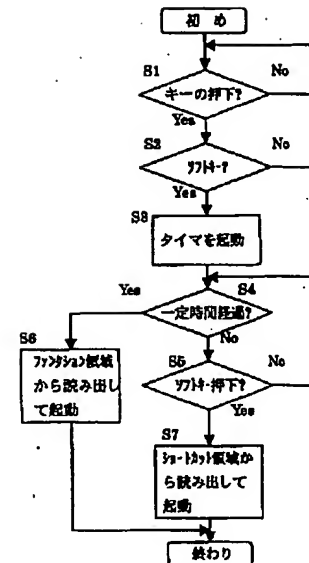 初め
S1
No
キーの押下?
Yes
S2
No
ソフトキー?
Yes
S3
タイマを起動
Yes
S4
一定時間経過?
S6
No
ファンクション領域
から読み出し
て起動
S5
No
ソフトキー押下?
Yes
S7
ショートカット領域か
ら読み出して
起動
終わり